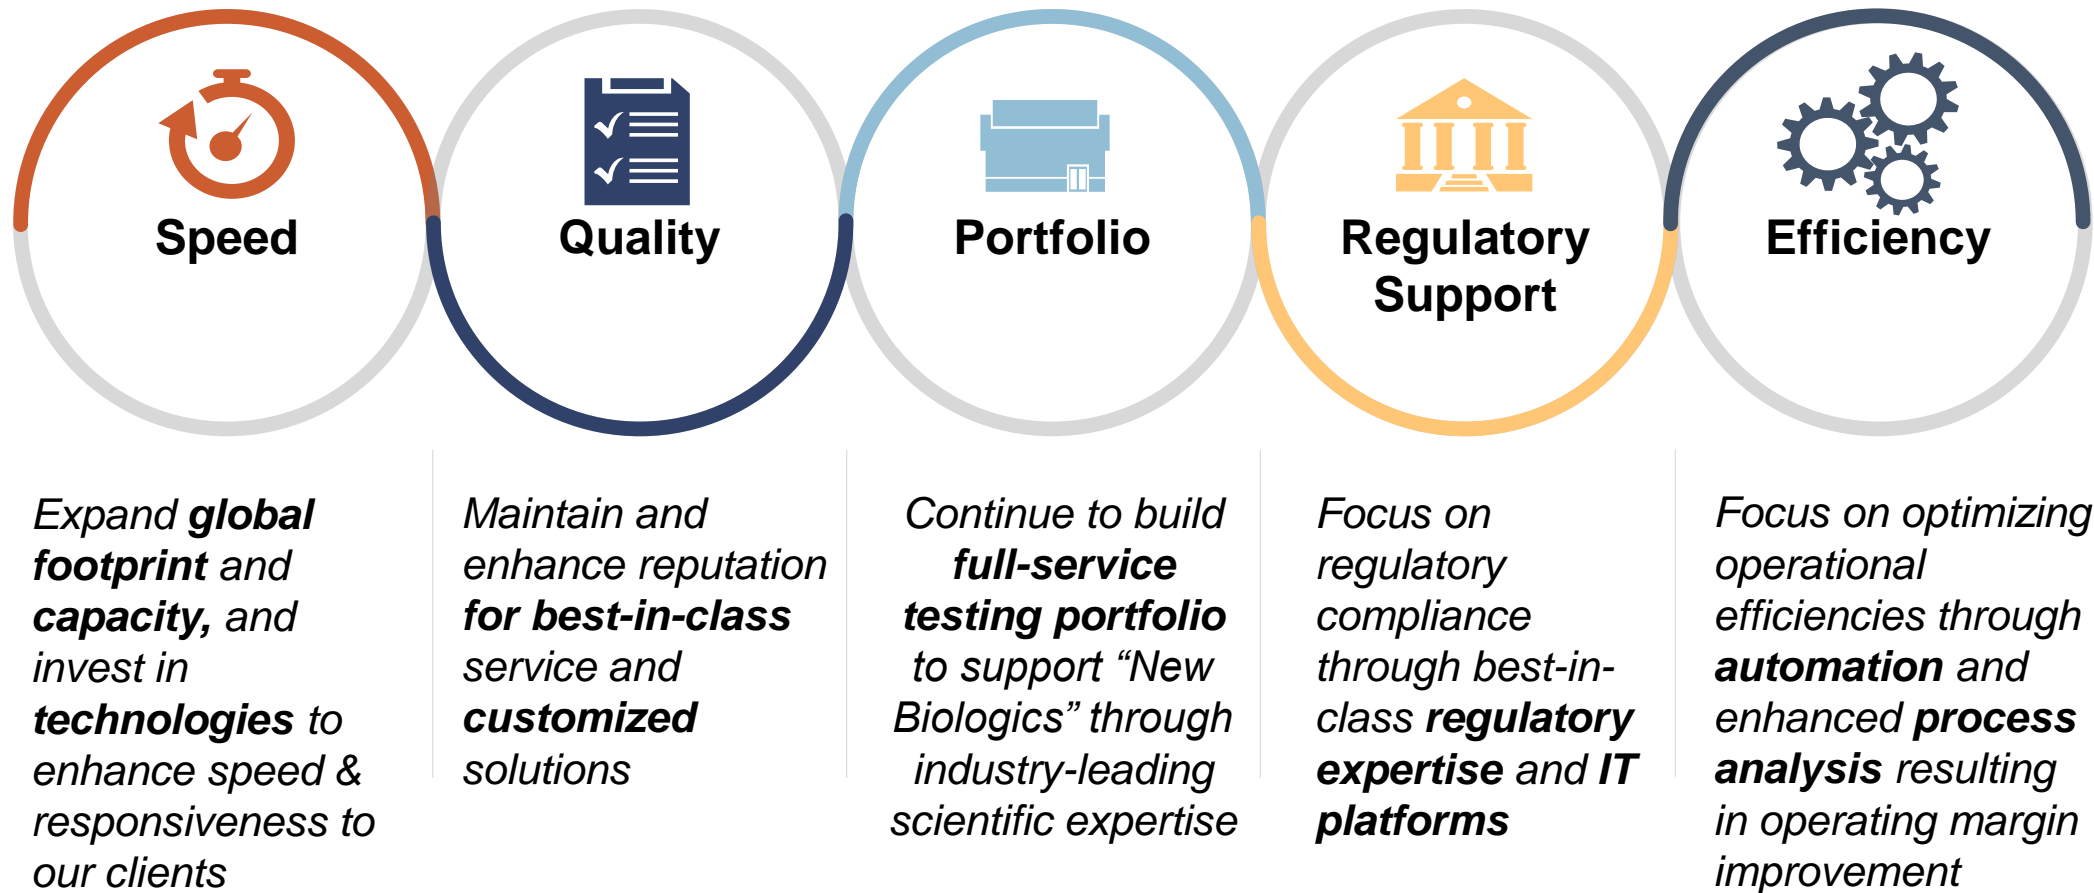 Speed
Expand global
footprint and
capacity, and
invest in
technologies to
enhance speed &
responsiveness to
our clients
Quality
Maintain and
enhance reputation
for best-in-class
service and
customized
solutions
Portfolio
Continue to build
full-service
testing portfolio
to support “New
Biologics” through
industry-leading
scientific expertise
Regulatory
Support
Focus on
regulatory
compliance
through best-in-
class regulatory
expertise and IT
platforms
Efficiency
Focus on optimizing
operational
efficiencies through
automation and
enhanced process
analysis resulting
in operating margin
improvement